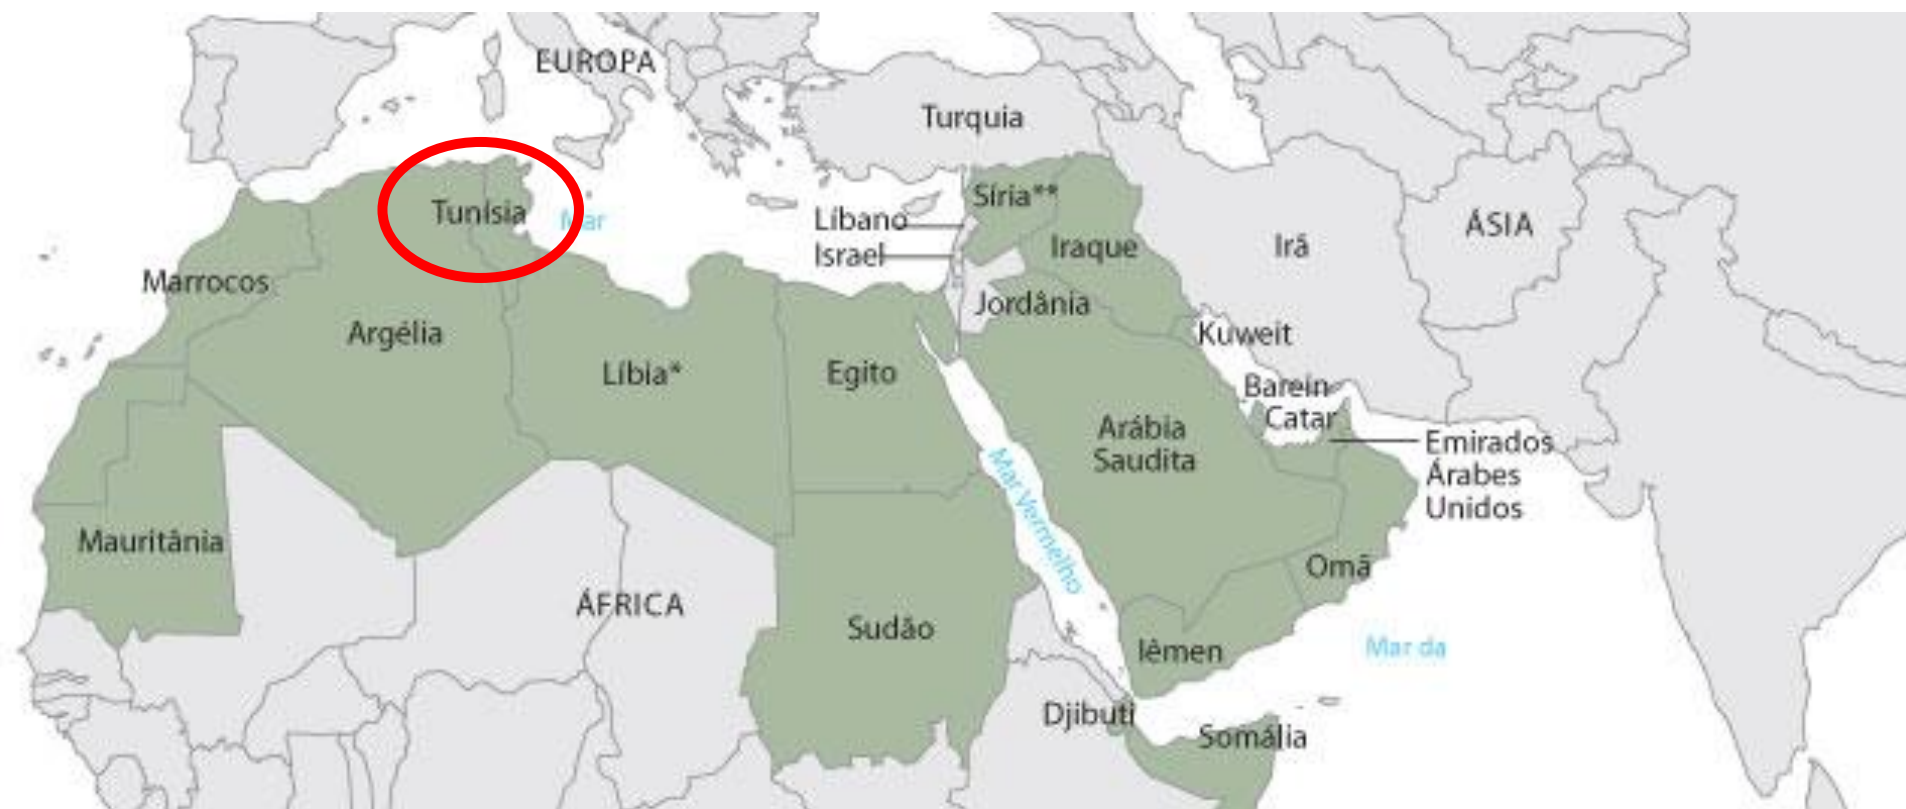 EUROPA
Turquia
Tunísia
Mar
Síria**
Líbano
Israel
Iraque
Irã
ÁSIA
Marrocos
Jordânia
Argélia
Líbia*
Egito
Kuweit
Barein
Catar
Arábia
Saudita
Emirados
Árabes
Unidos
Mar Vermelho
Mauritânia
Omã
ÁFRICA
Sudão
Iêmen
Mar da
Djibuti
Somália